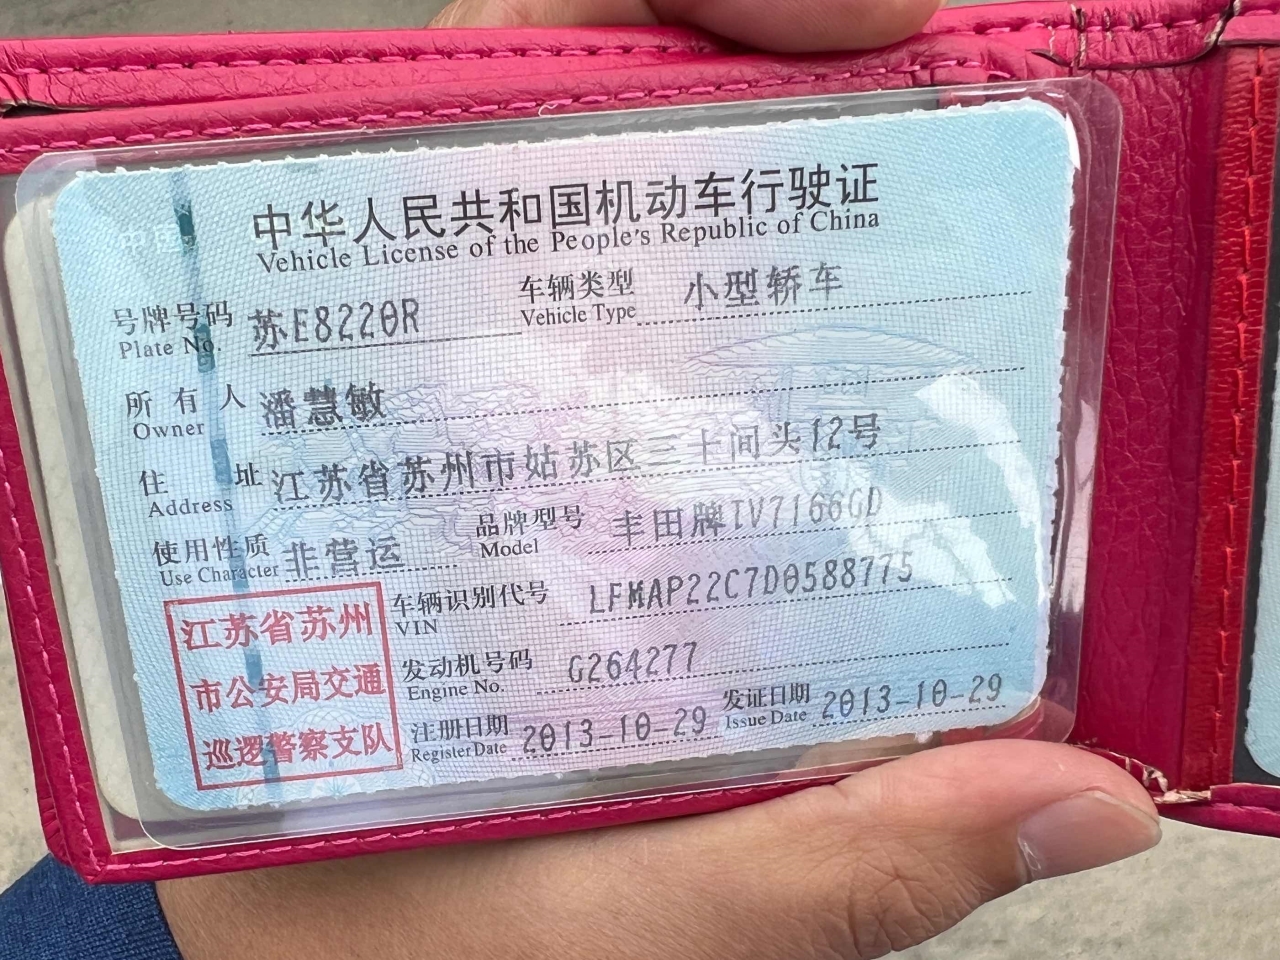 中华人民共和国机动车行驶证
Vehicle License of the People's Republic of China
号牌号码 苏E8220R 车辆类型 小型轿车
Plate No. Vehicle Type
所有人 潘慧敏
Owner
住址 江苏省苏州市姑苏区三十间头12号
Address
使用性质 非营运 品牌型号 丰田牌TV7166GD
Use Character Model
车辆识别代号 LFMAP22C7D0588775
VIN
发动机号码 G264277
Engine No.
注册日期 2013-10-29 发证日期 2013-10-29
Register Date Issue Date
江苏省苏州
市公安局交通
巡逻警察支队